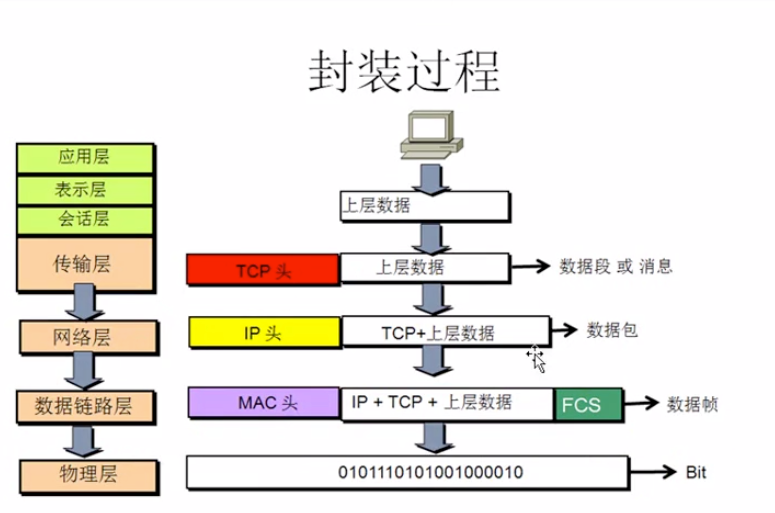 封装过程
应用层
表示层
会话层
传输层
网络层
数据链路层
物理层
上层数据
TCP 头 上层数据 数据段 或 消息
IP 头 TCP+上层数据 数据包
MAC 头 IP + TCP + 上层数据 FCS 数据帧
0101110101001000010 Bit